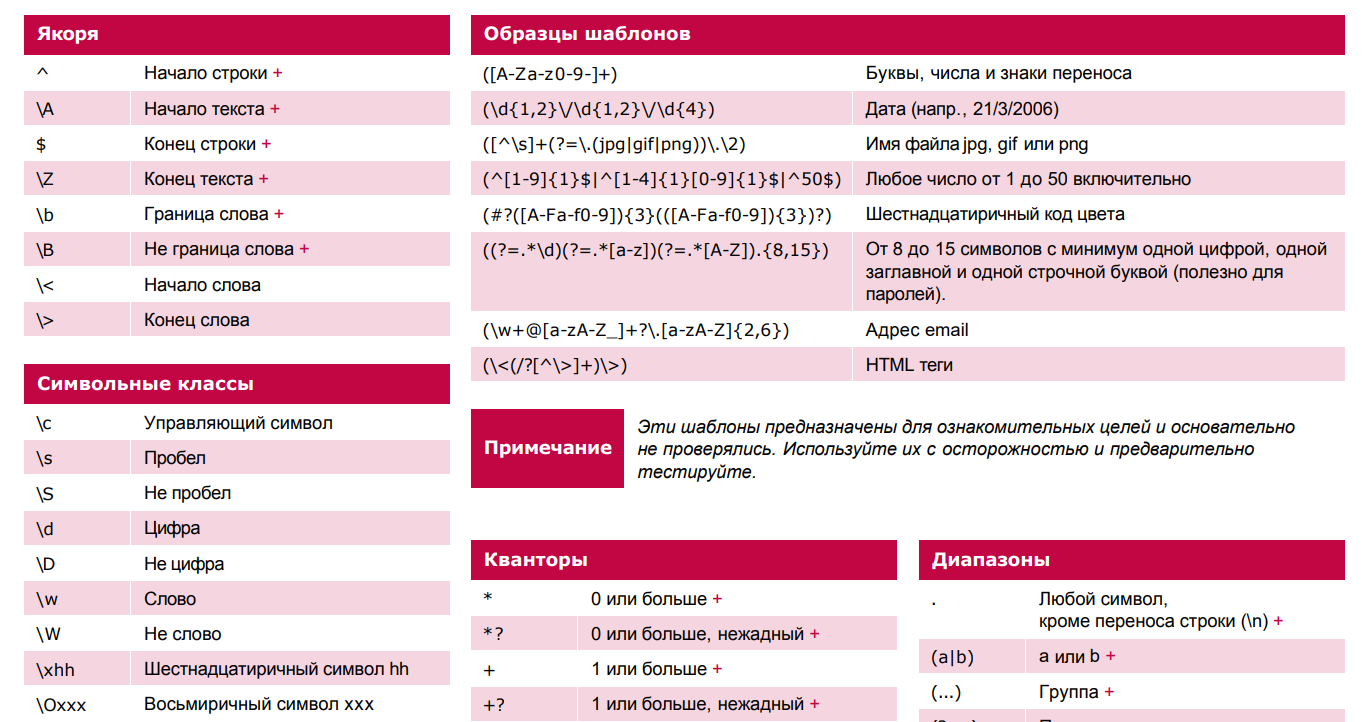 Якоря
^ Начало строки +
\A Начало текста +
$ Конец строки +
\Z Конец текста +
\b Граница слова +
\B Не граница слова +
\< Начало слова
\> Конец слова
Символьные классы
\c Управляющий символ
\s Пробел
\S Не пробел
\d Цифра
\D Не цифра
\w Слово
\W Не слово
\xhh Шестнадцатиричный символ hh
\Oxxx Восьмиричный символ xxx
Образцы шаблонов
([A-Za-z0-9-]+) Буквы, числа и знаки переноса
(\d{1,2}\/\d{1,2}\/\d{4}) Дата (напр., 21/3/2006)
([^\s]+(?=\.(jpg|gif|png))\.\2) Имя файла jpg, gif или png
(^[1-9]{1}$|^[1-4]{1}[0-9]{1}$|^50$) Любое число от 1 до 50 включительно
(#?([A-Fa-f0-9]){3}(([A-Fa-f0-9]){3})?) Шестнадцатиричный код цвета
((?=.*\d)(?=.*[a-z])(?=.*[A-Z]).{8,15}) От 8 до 15 символов с минимум одной цифрой, одной
заглавной и одной строчной буквой (полезно для
паролей).
(\w+@[a-zA-Z_]+?\.[a-zA-Z]{2,6}) Адрес email
(\<(/?[^\>]+)\>) HTML теги
Примечание
Эти шаблоны предназначены для ознакомительных целей и основательно
не проверялись. Используйте их с осторожностью и предварительно
тестируйте.
Кванторы
* 0 или больше +
*? 0 или больше, нежадный +
+ 1 или больше +
+? 1 или больше, нежадный +
Диапазоны
. Любой символ,
кроме переноса строки (\n) +
(a|b) a или b +
(...) Группа +